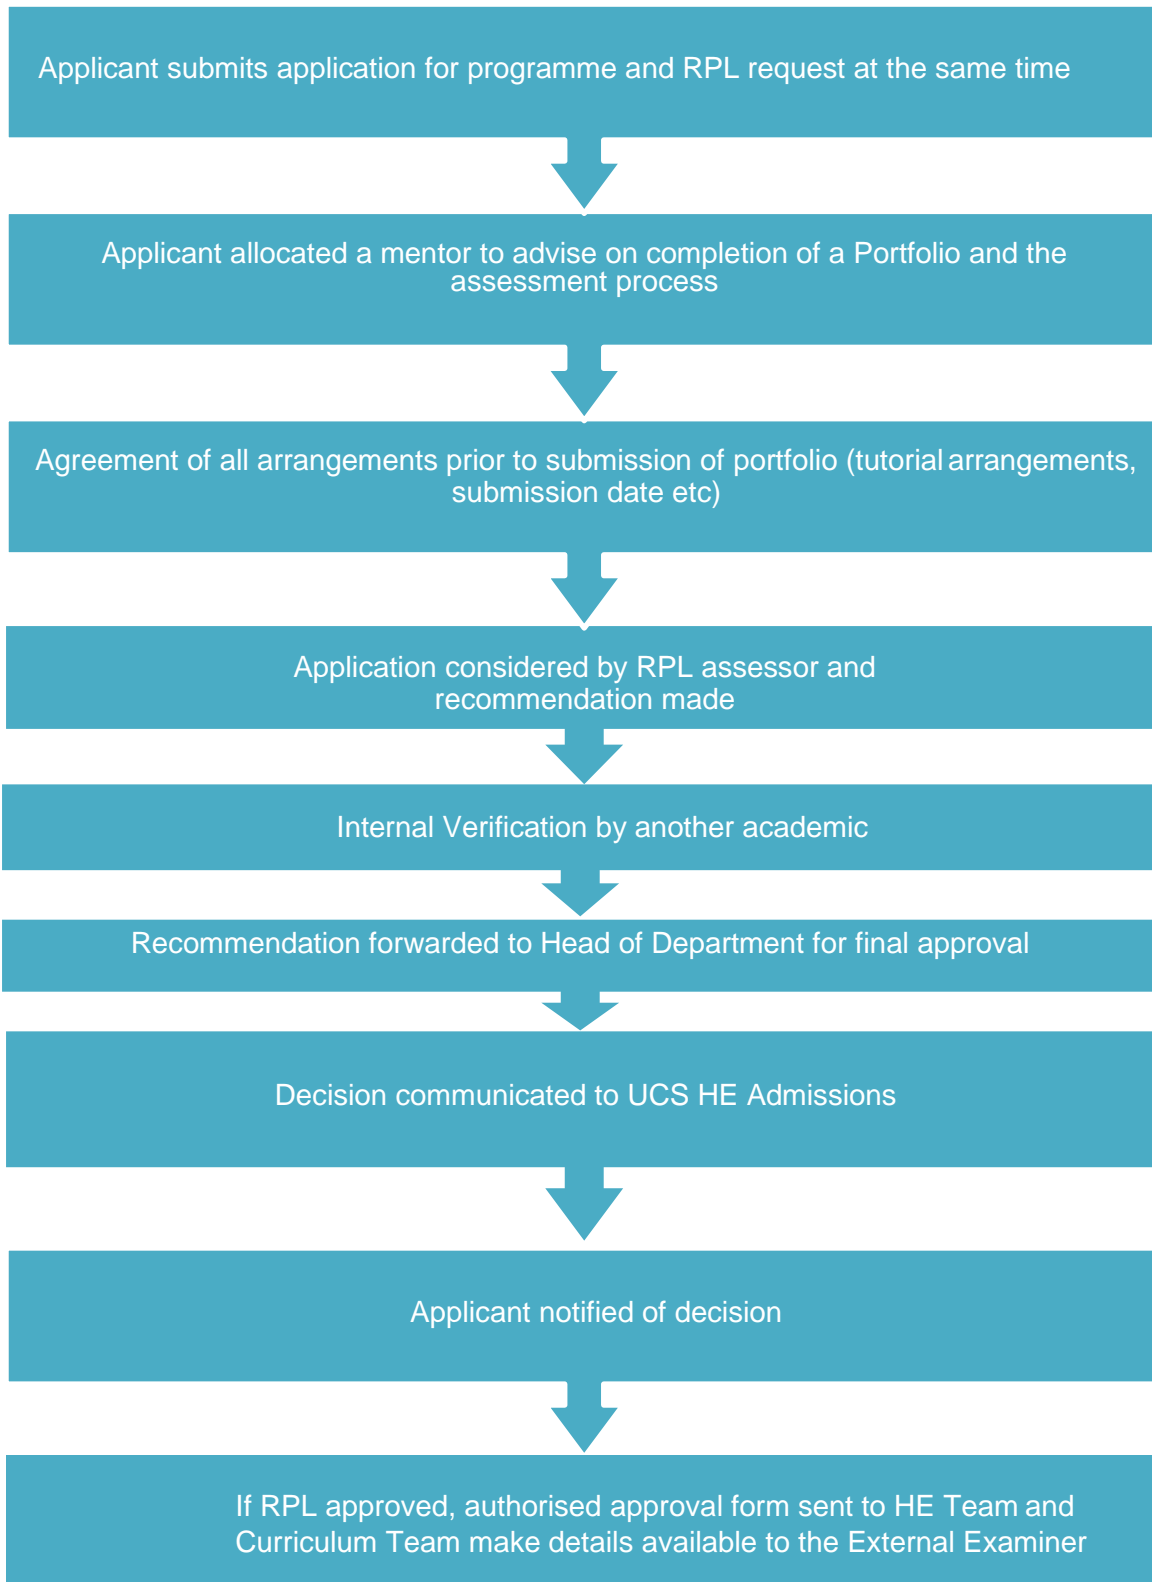 Applicant submits application for programme and RPL request at the same time
Applicant allocated a mentor to advise on completion of a Portfolio and the
assessment process
Agreement of all arrangements prior to submission of portfolio (tutorial arrangements,
submission date etc)
Application considered by RPL assessor and
recommendation made
Internal Verification by another academic
Recommendation forwarded to Head of Department for final approval
Decision communicated to UCS HE Admissions
Applicant notified of decision
If RPL approved, authorised approval form sent to HE Team and
Curriculum Team make details available to the External Examiner